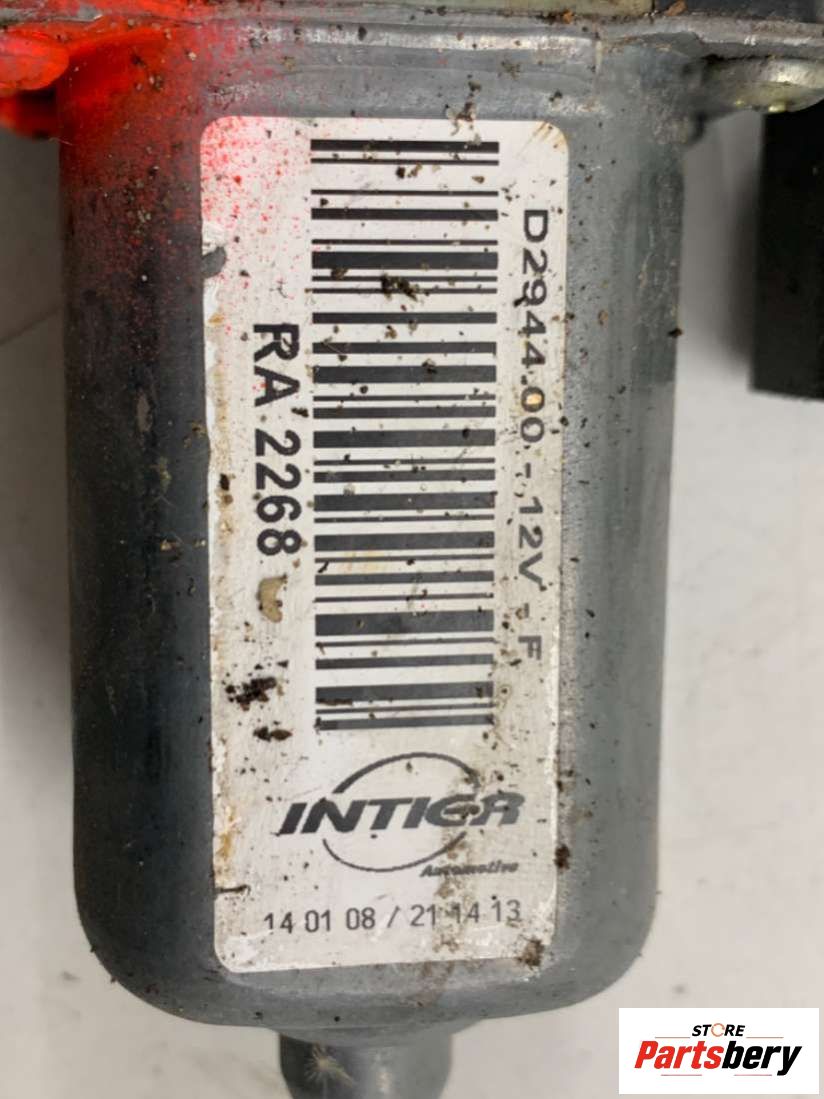 D2944.00 - 12V - F
RA 2268
INTIER
Automotive
14 01 08 / 21 14 13
STORE
Partsbery